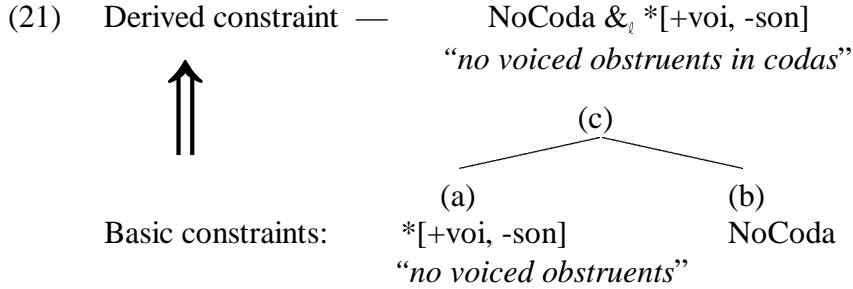 (21) Derived constraint — NoCoda &ℓ *[+voi, -son]
“no voiced obstruents in codas”
(c)
(a) (b)
Basic constraints: *[+voi, -son] NoCoda
“no voiced obstruents”